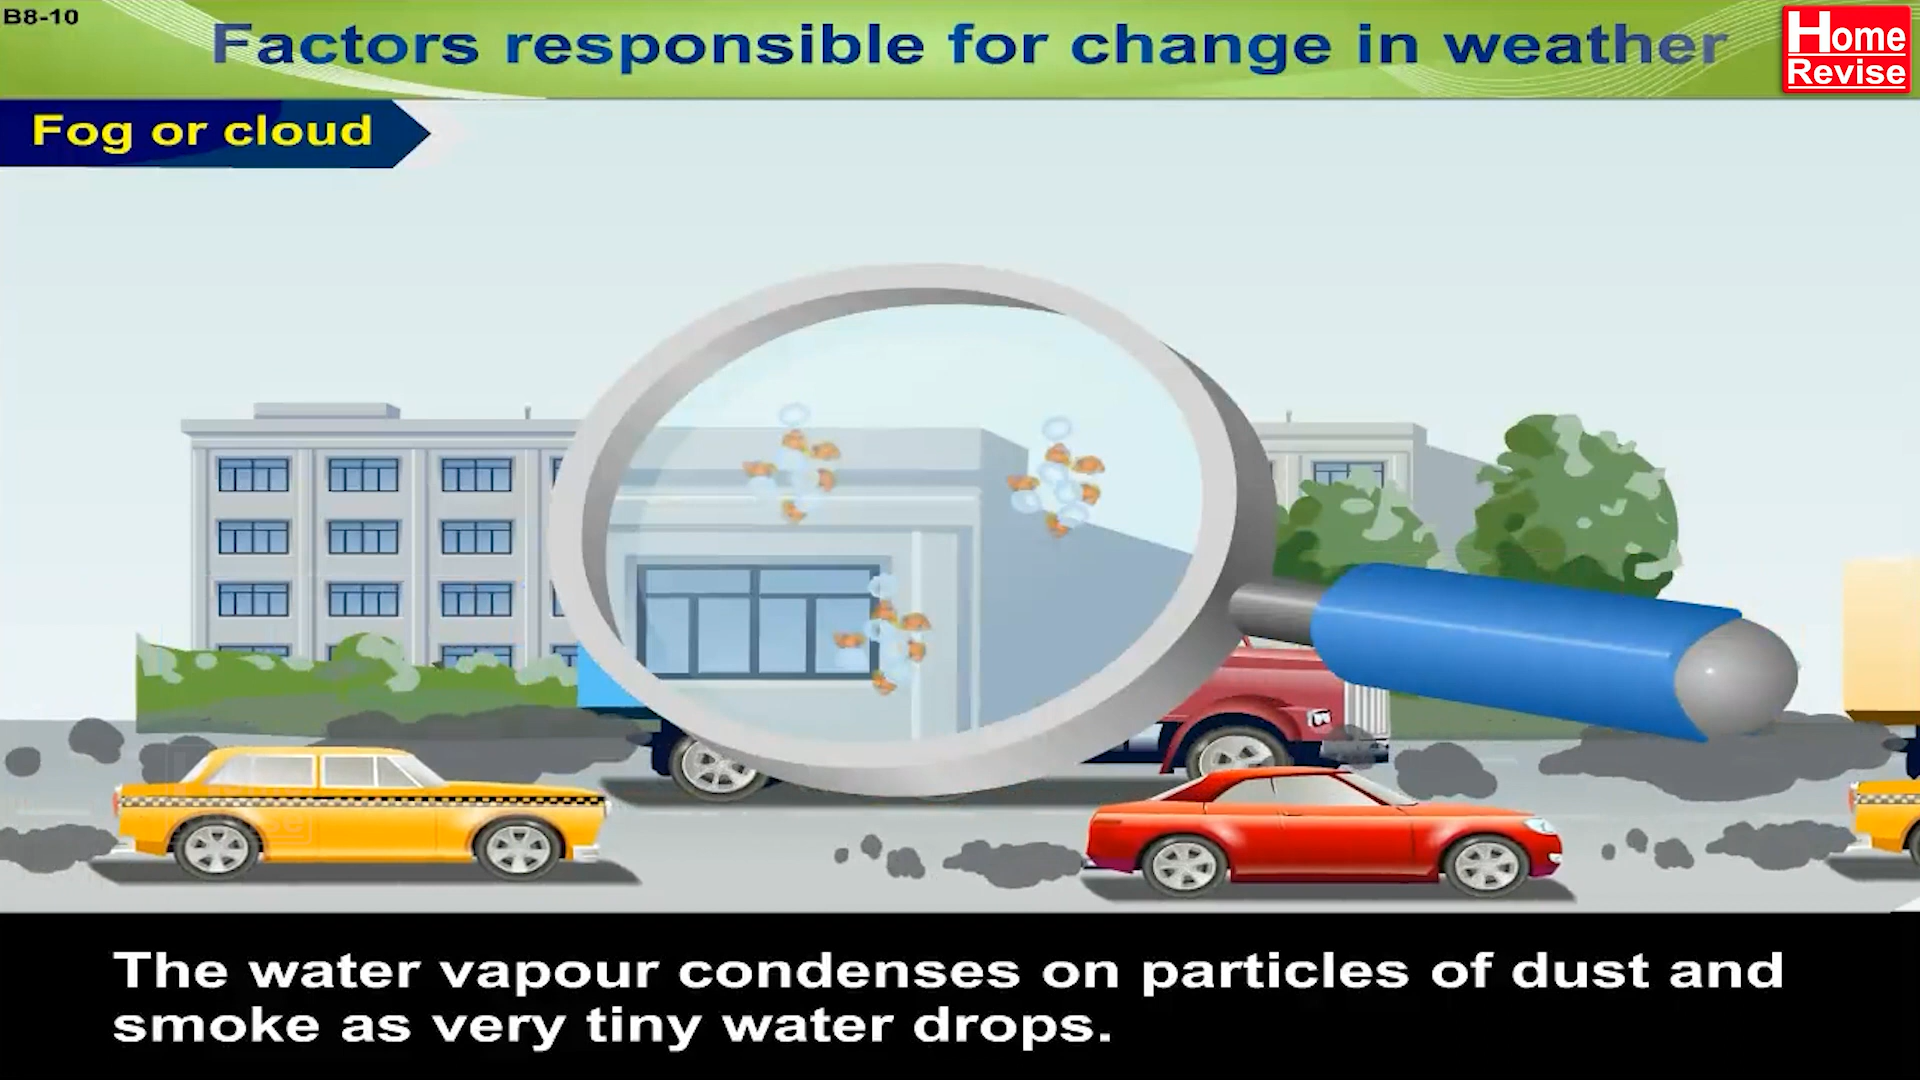 B8-10
Factors responsible for change in weather
Home
Revise
Fog or cloud
The water vapour condenses on particles of dust and
smoke as very tiny water drops.